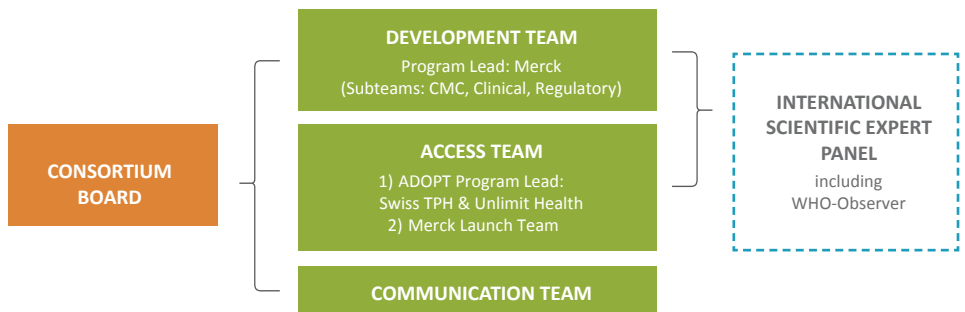 CONSORTIUM
BOARD
DEVELOPMENT TEAM
Program Lead: Merck
(Subteams: CMC, Clinical, Regulatory)
ACCESS TEAM
1) ADOPT Program Lead:
Swiss TPH & Unlimit Health
2) Merck Launch Team
COMMUNICATION TEAM
INTERNATIONAL
SCIENTIFIC EXPERT
PANEL
including
WHO-Observer